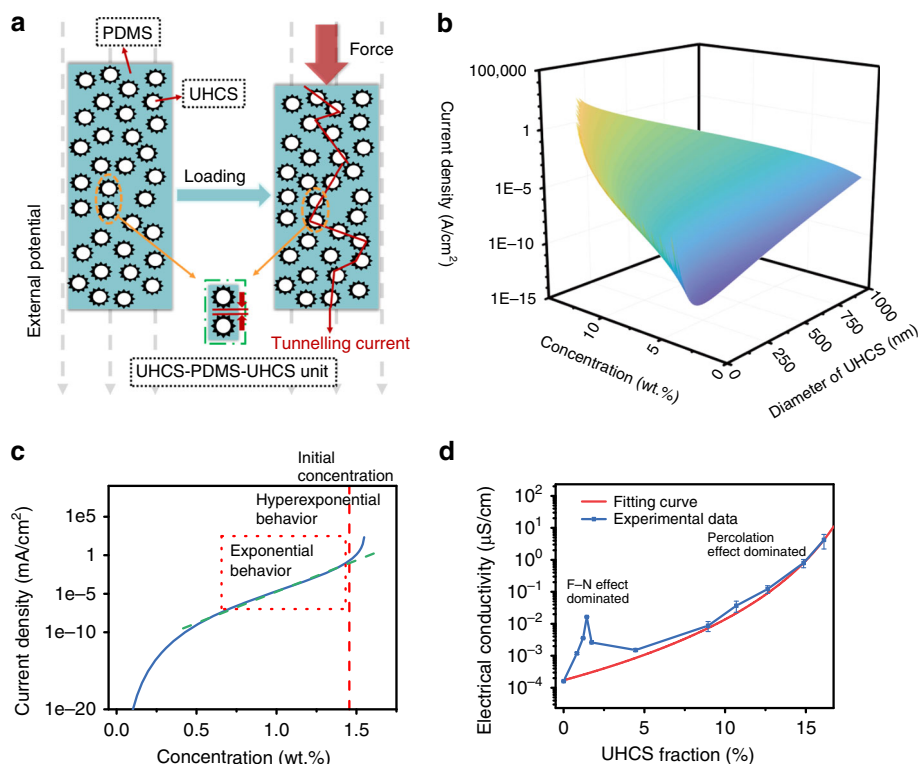 a
PDMS
UHCS
Force
Loading
External potential
Tunnelling current
UHCS-PDMS-UHCS unit
b
Current density (A/cm²)
100,000
1
1E−5
1E−10
1E−15
10
5
0
Concentration (wt.%)
0
250
500
750
1000
Diameter of UHCS (nm)
c
Initial
concentration
Hyperexponential
behavior
Exponential
behavior
Current density (mA/cm²)
1e5
1
1e−5
1e−10
1e−20
0.0
0.5
1.0
1.5
Concentration (wt.%)
d
Electrical conductivity (μS/cm)
10²
10¹
10⁰
10⁻¹
10⁻²
10⁻³
10⁻⁴
Fitting curve
Experimental data
Percolation
effect dominated
F–N effect
dominated
0
5
10
15
UHCS fraction (%)